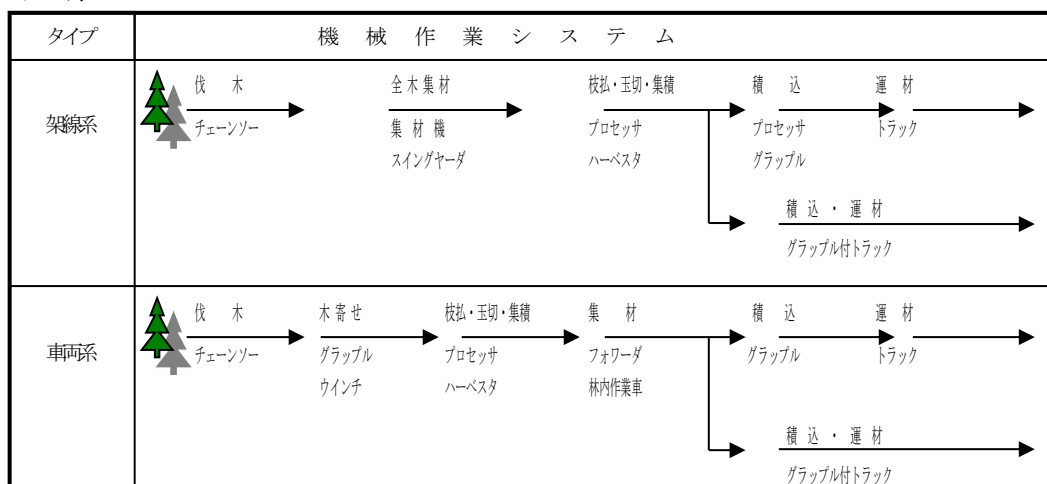 タイプ
機 械 作 業 シ ス テ ム
架線系
伐 木
チェーンソー
全木集材
集 材 機
スイングヤーダ
枝払・玉切・集積
プロセッサ
ハーベスタ
積 込
プロセッサ
グラップル
運 材
トラック
積 込 ・ 運 材
グラップル付トラック
車両系
伐 木
チェーンソー
木寄せ
グラップル
ウインチ
枝払・玉切・集積
プロセッサ
ハーベスタ
集 材
フォワーダ
林内作業車
積 込
グラップル
運 材
トラック
積 込 ・ 運 材
グラップル付トラック